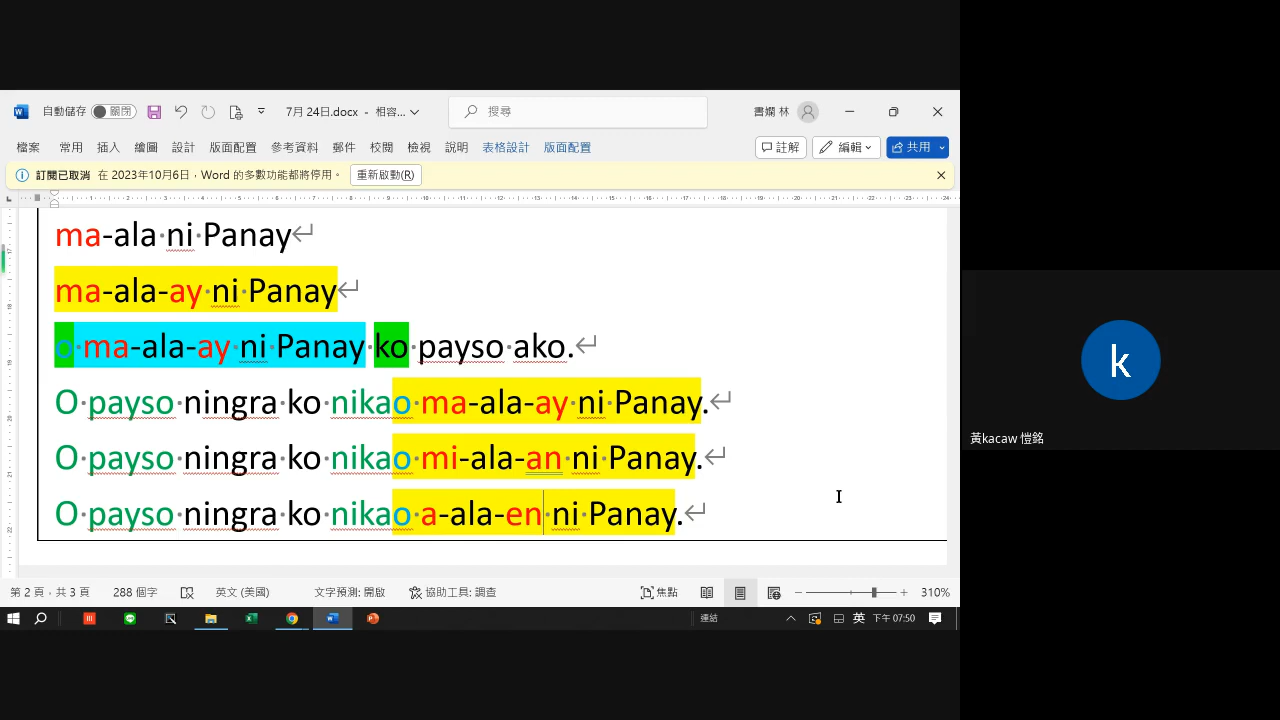 自動儲存 關閉 7月 24日.docx - 相容... 搜尋 書嫻 林
檔案 常用 插入 繪圖 設計 版面配置 參考資料 郵件 校閱 檢視 說明 表格設計 版面配置 註解 編輯 共用
訂閱已取消 在 2023年10月6日，Word 的多數功能都將停用。 重新啟動(R)
ma-ala ni Panay
ma-ala-ay ni Panay
o ma-ala-ay ni Panay ko payso ako.
O payso ningra ko nikao ma-ala-ay ni Panay.
O payso ningra ko nikao mi-ala-an ni Panay.
O payso ningra ko nikao a-ala-en ni Panay.
k
黃kacaw 愷銘
第 2 頁，共 3 頁 288 個字 英文 (美國) 文字預測: 開啟 協助工具: 調查 焦點 310%
連結 英 下午 07:50